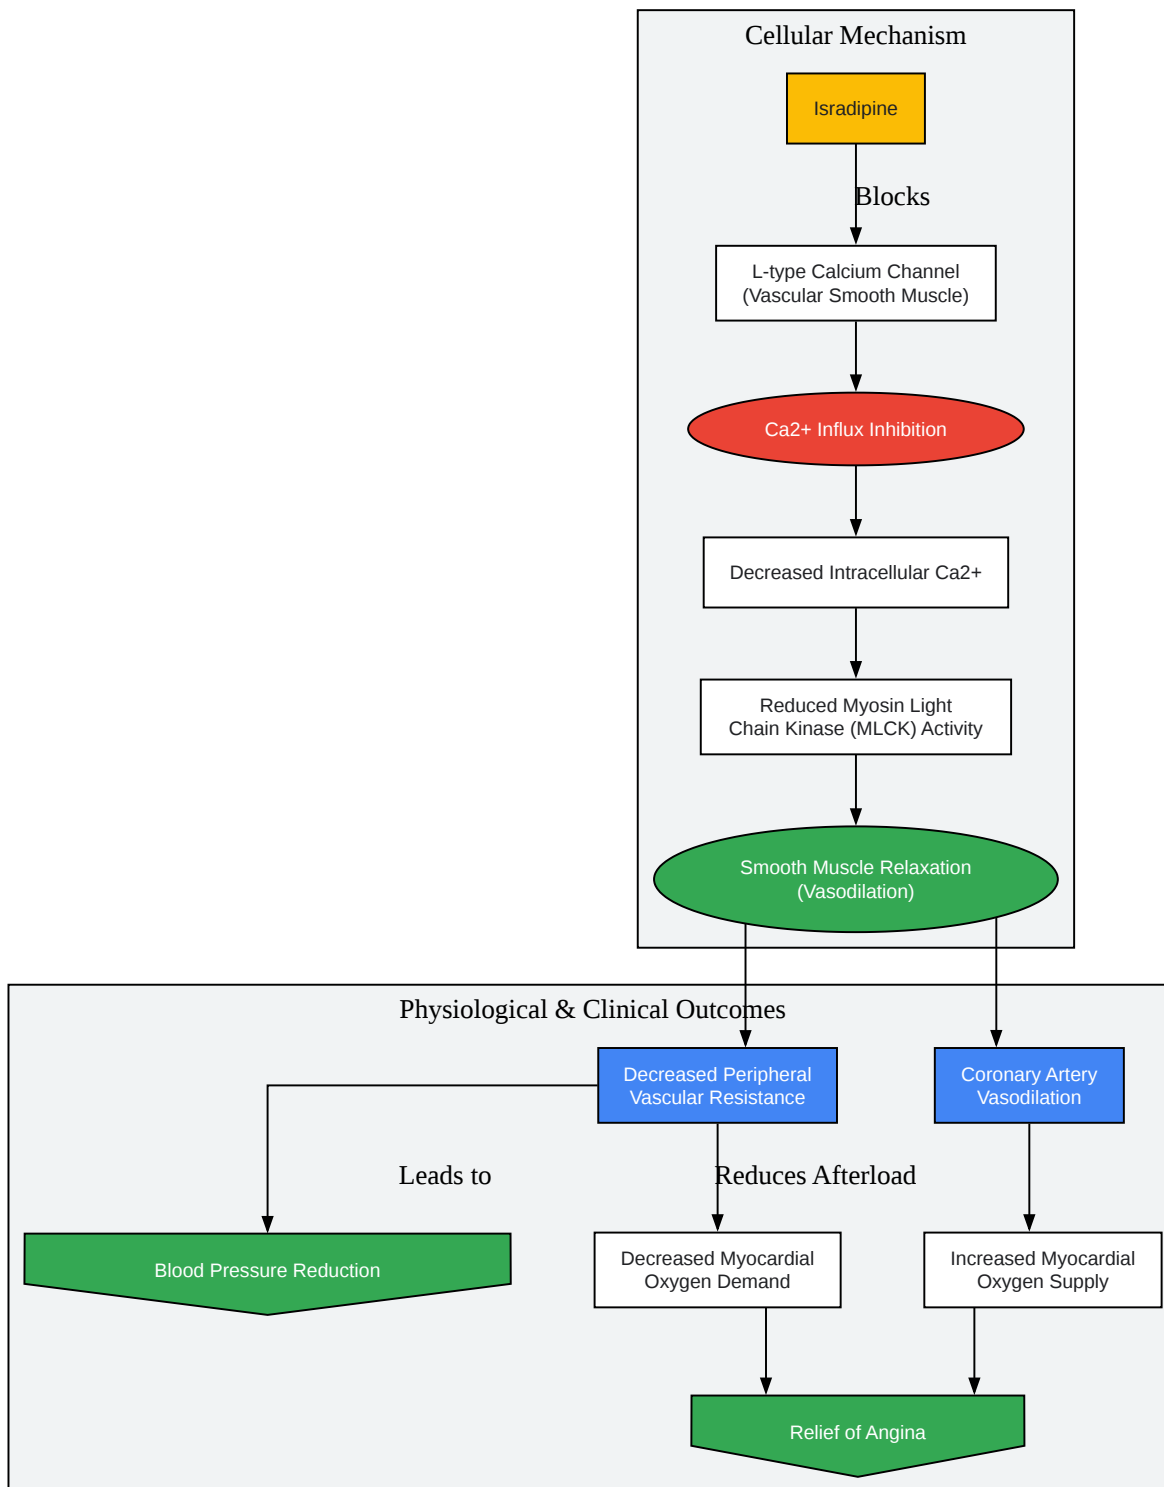 Cellular Mechanism
Isradipine
Blocks
L-type Calcium Channel
(Vascular Smooth Muscle)
Ca2+ Influx Inhibition
Decreased Intracellular Ca2+
Reduced Myosin Light
Chain Kinase (MLCK) Activity
Smooth Muscle Relaxation
(Vasodilation)
Physiological & Clinical Outcomes
Decreased Peripheral
Vascular Resistance
Coronary Artery
Vasodilation
Leads to
Reduces Afterload
Blood Pressure Reduction
Decreased Myocardial
Oxygen Demand
Increased Myocardial
Oxygen Supply
Relief of Angina